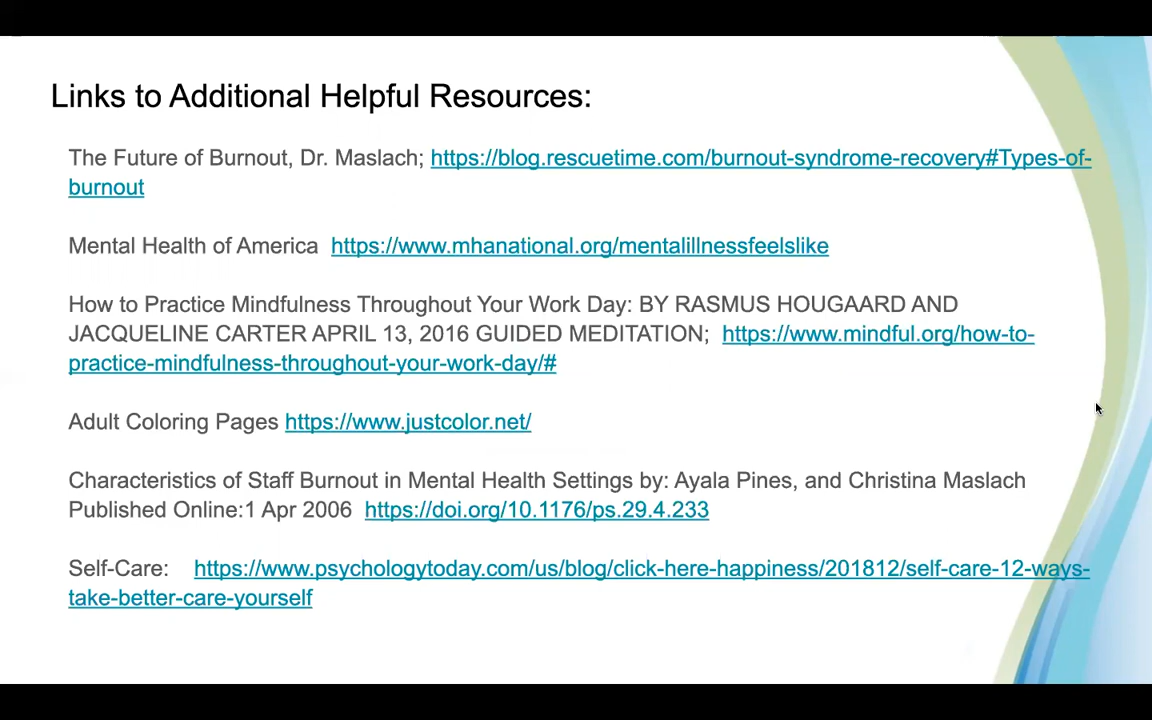 Links to Additional Helpful Resources:
The Future of Burnout, Dr. Maslach; https://blog.rescuetime.com/burnout-syndrome-recovery#Types-of-
burnout
Mental Health of America  https://www.mhanational.org/mentalillnessfeelslike
How to Practice Mindfulness Throughout Your Work Day: BY RASMUS HOUGAARD AND
JACQUELINE CARTER APRIL 13, 2016 GUIDED MEDITATION;  https://www.mindful.org/how-to-
practice-mindfulness-throughout-your-work-day/#
Adult Coloring Pages https://www.justcolor.net/
Characteristics of Staff Burnout in Mental Health Settings by: Ayala Pines, and Christina Maslach
Published Online:1 Apr 2006  https://doi.org/10.1176/ps.29.4.233
Self-Care:    https://www.psychologytoday.com/us/blog/click-here-happiness/201812/self-care-12-ways-
take-better-care-yourself